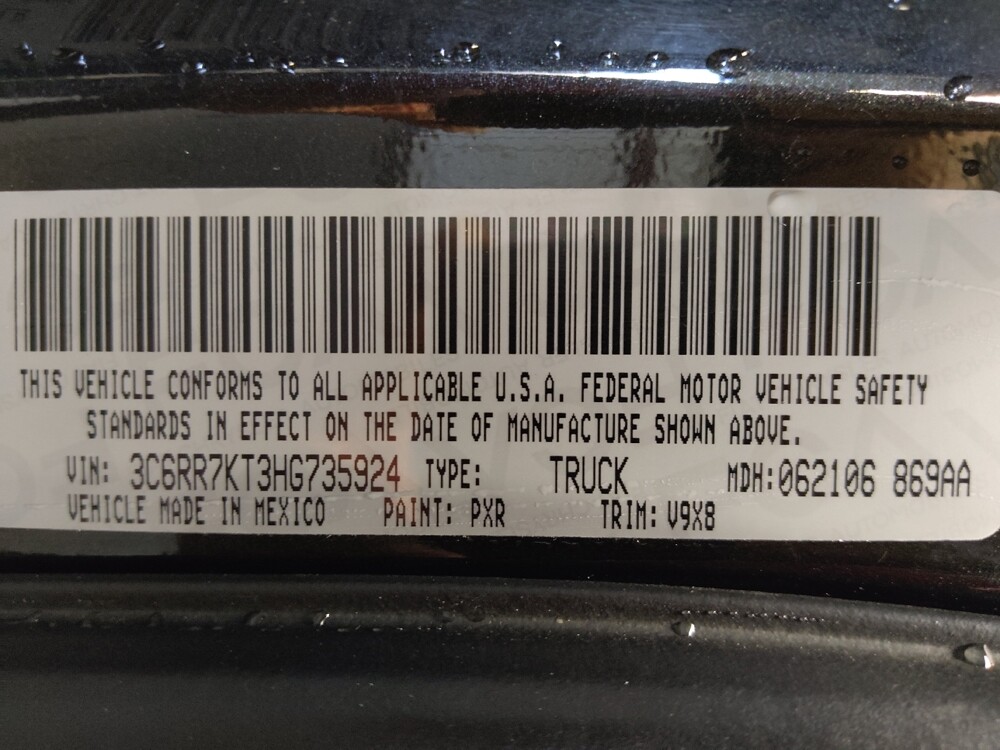 THIS VEHICLE CONFORMS TO ALL APPLICABLE U.S.A. FEDERAL MOTOR VEHICLE SAFETY
STANDARDS IN EFFECT ON THE DATE OF MANUFACTURE SHOWN ABOVE.
VIN: 3C6RR7KT3HG735924 TYPE: TRUCK MDH:062106 869AA
VEHICLE MADE IN MEXICO PAINT: PXR TRIM: V9X8